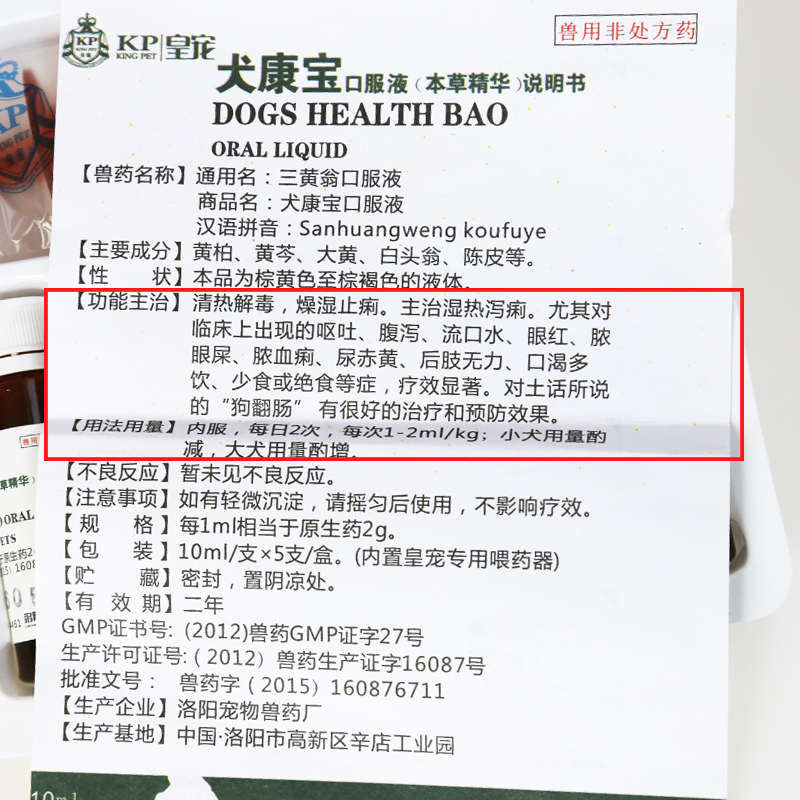 KP 皇宠
KING PET
兽用非处方药
犬康宝口服液（本草精华）说明书
DOGS HEALTH BAO
ORAL LIQUID
【兽药名称】通用名：三黄翁口服液
商品名：犬康宝口服液
汉语拼音：Sanhuangweng koufuye
【主要成分】黄柏、黄芩、大黄、白头翁、陈皮等。
【性 状】本品为棕黄色至棕褐色的液体。
【功能主治】清热解毒，燥湿止痢。主治湿热泻痢。尤其对
临床上出现的呕吐、腹泻、流口水、眼红、脓
眼屎、脓血痢、尿赤黄、后肢无力、口渴多
饮、少食或绝食等症，疗效显著。对土话所说
的“狗翻肠”有很好的治疗和预防效果。
【用法用量】内服，每日2次，每次1-2ml/kg；小犬用量酌
减，大犬用量酌增。
【不良反应】暂未见不良反应。
【注意事项】如有轻微沉淀，请摇匀后使用，不影响疗效。
【规 格】每1ml相当于原生药2g。
【包 装】10ml/支×5支/盒。(内置皇宠专用喂药器)
【贮 藏】密封，置阴凉处。
【有 效 期】二年
GMP证书号: (2012)兽药GMP证字27号
生产许可证号:（2012）兽药生产证字16087号
批准文号： 兽药字（2015）160876711
【生产企业】洛阳宠物兽药厂
【生产基地】中国·洛阳市高新区辛店工业园
10ml